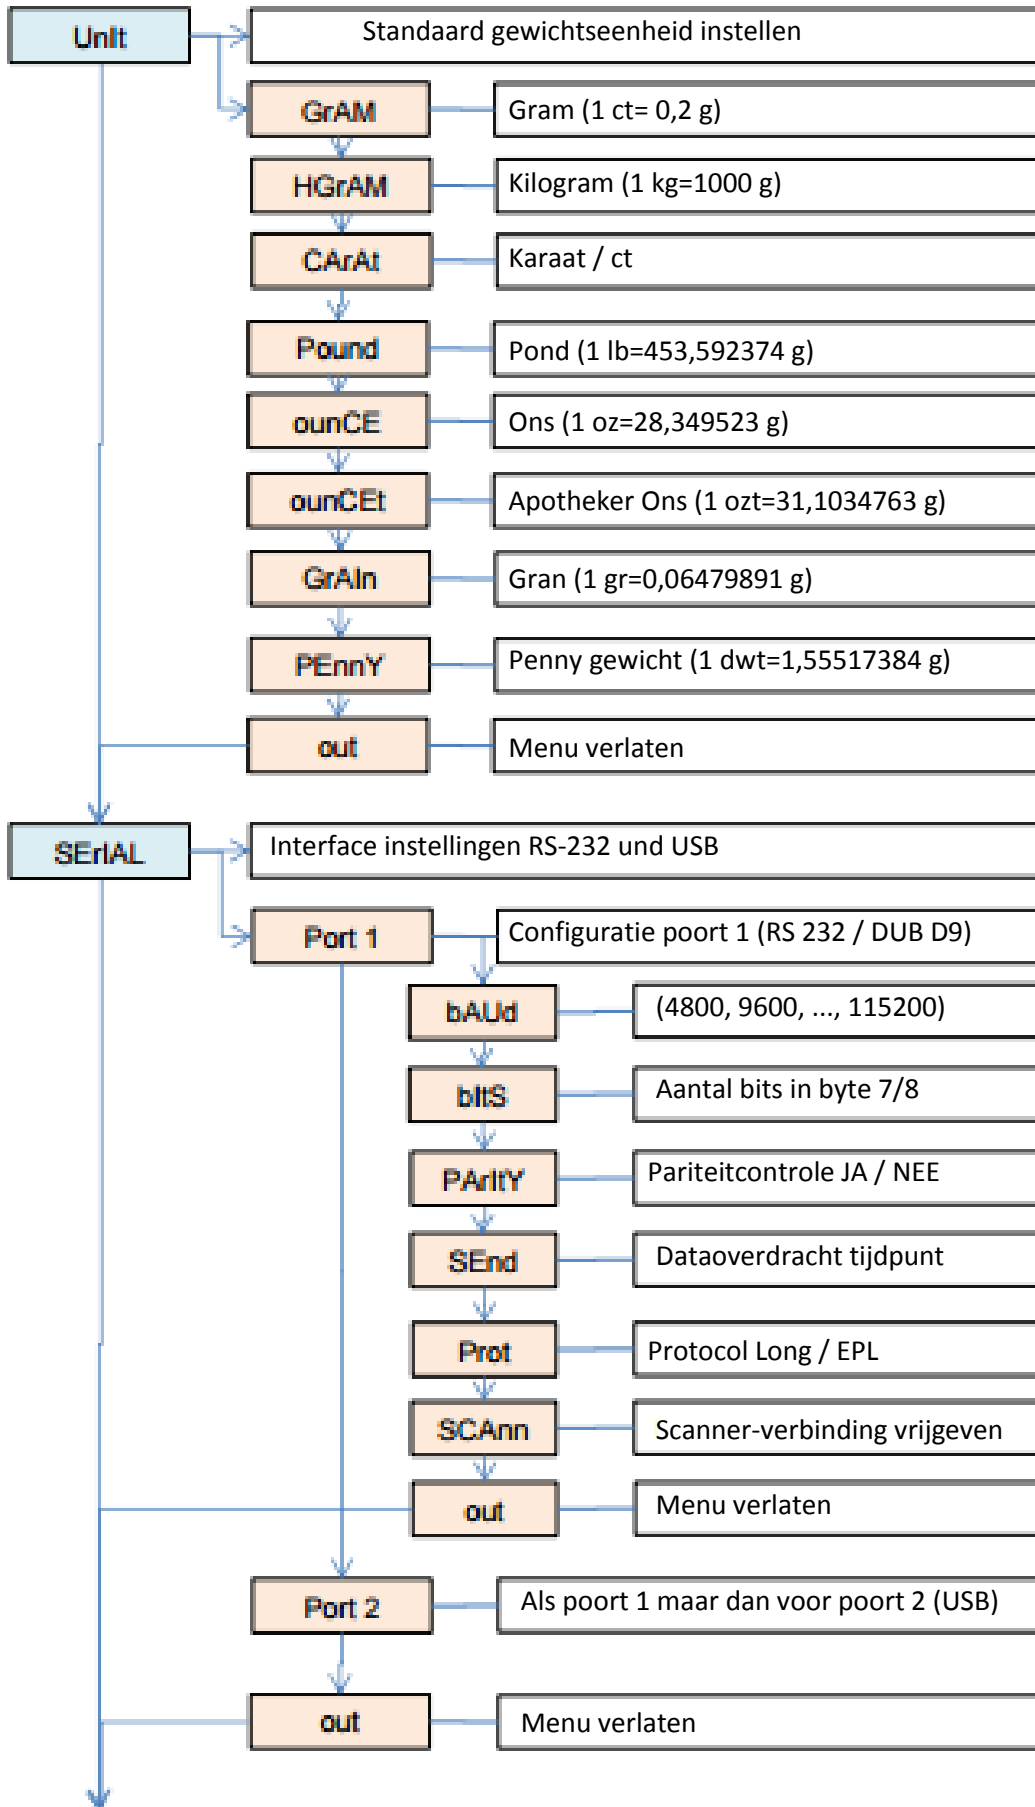 UnIt
Standaard gewichtseenheid instellen
GrAM
Gram (1 ct= 0,2 g)
HGrAM
Kilogram (1 kg=1000 g)
CArAt
Karaat / ct
Pound
Pond (1 lb=453,592374 g)
ounCE
Ons (1 oz=28,349523 g)
ounCEt
Apotheker Ons (1 ozt=31,1034763 g)
GrAIn
Gran (1 gr=0,06479891 g)
PEnnY
Penny gewicht (1 dwt=1,55517384 g)
out
Menu verlaten
SErIAL
Interface instellingen RS-232 und USB
Port 1
Configuratie poort 1 (RS 232 / DUB D9)
bAUd
(4800, 9600, ..., 115200)
bItS
Aantal bits in byte 7/8
PArItY
Pariteitcontrole JA / NEE
SEnd
Dataoverdracht tijdpunt
Prot
Protocol Long / EPL
SCAnn
Scanner-verbinding vrijgeven
out
Menu verlaten
Port 2
Als poort 1 maar dan voor poort 2 (USB)
out
Menu verlaten